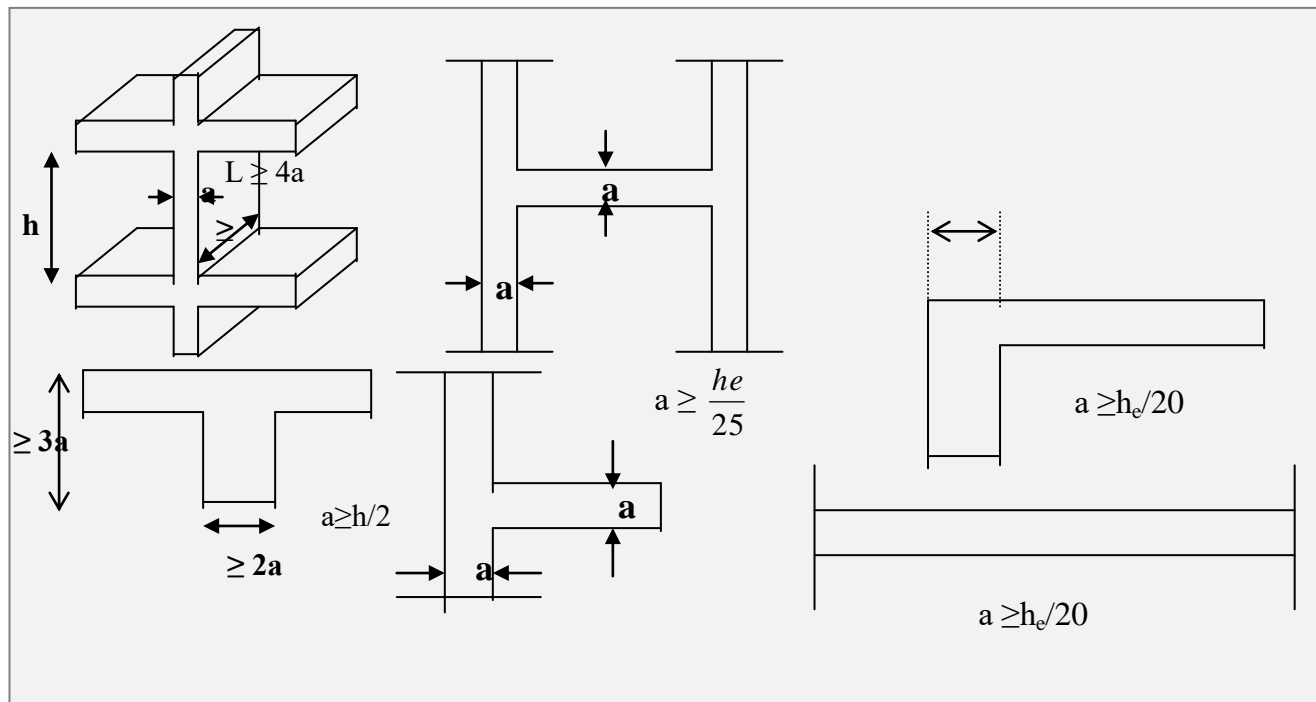 L ≥ 4a
a
h
≥
a
a
a ≥ he/25
≥ 3a
a≥h/2
≥ 2a
a
a
a ≥hₑ/20
a ≥hₑ/20